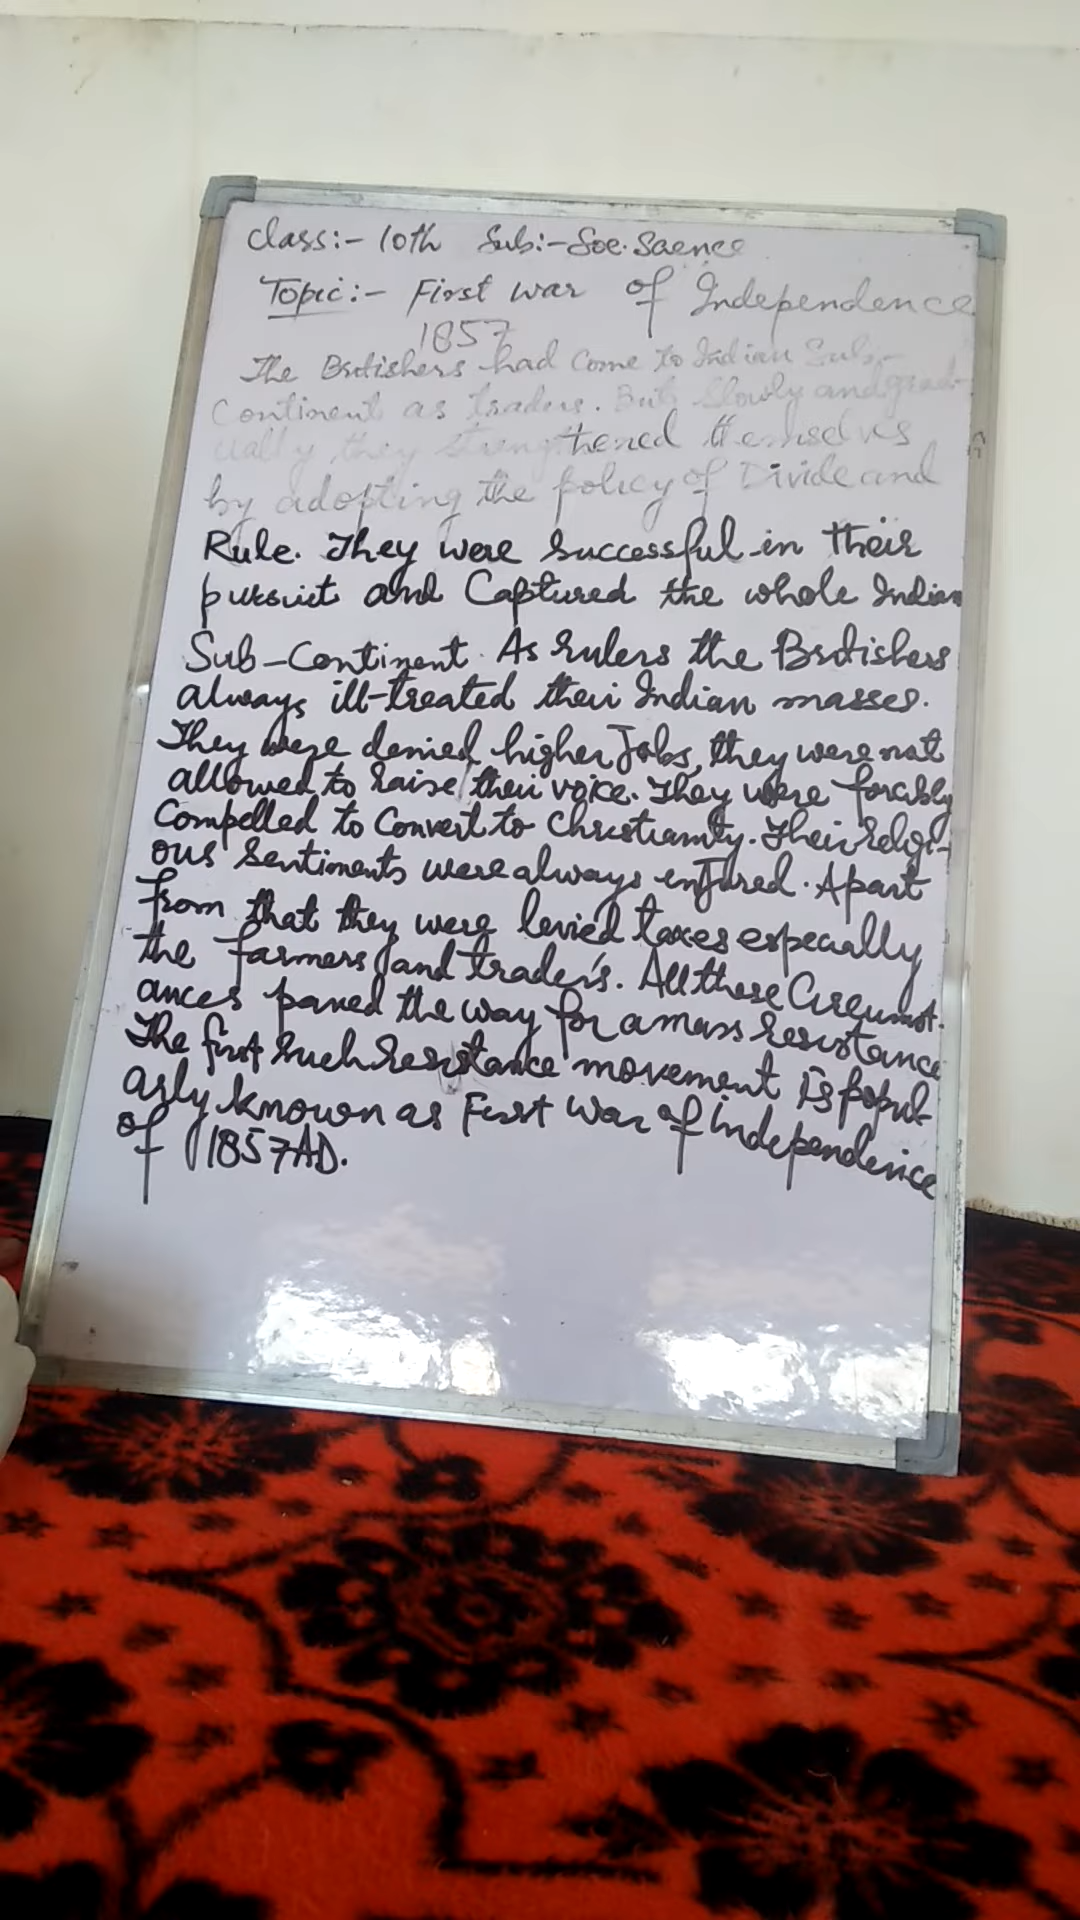 Class:- 10th Sub:- Soc. Science
Topic:- First war of Independence
1857
The Britishers had Come to Indian Sub-
Continent as traders. But slowly and grad-
ually they strengthened themselves
by adopting the policy of Divide and
Rule. They were successful in their
pursuit and Captured the whole Indian
Sub-Continent. As rulers the Britishers
always ill-treated their Indian masses.
They were denied higher Jobs, they were not
allowed to raise their voice. They were forcibly
Compelled to Convert to Christianity. Their religi-
ous Sentiments were always injured. Apart
from that they were levied taxes especially
the farmers and trader's. All these Circumst-
ances paved the way for a mass resistance
The first such resistance movement is popul-
arly known as First War of independence
of 1857AD.